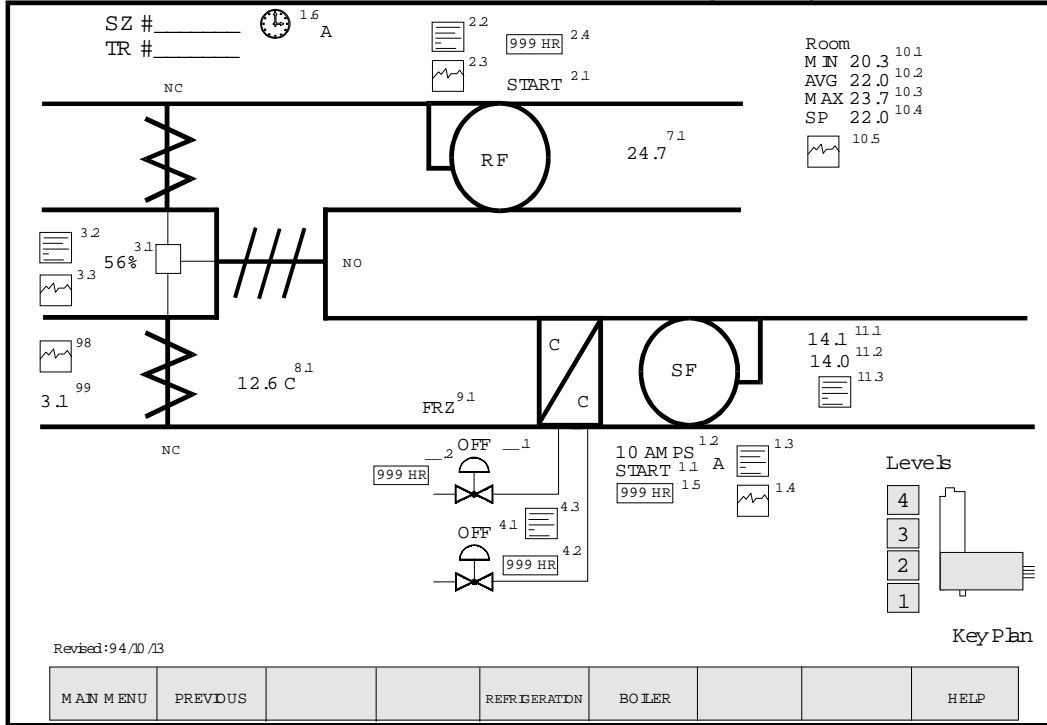 SZ #_______ 1.6 A
TR #_______
2.2
999 HR 2.4
2.3
START 2.1
Room
MIN 20.3 10.1
AVG 22.0 10.2
MAX 23.7 10.3
SP 22.0 10.4
10.5
NC
RF
24.7 7.1
3.2
56% 3.1
3.3
NO
98
3.1 99
12.6 C 8.1
FRZ 9.1
C
C
SF
14.1 11.1
14.0 11.2
11.3
NC
OFF __.1
999 HR __.2
10 AMPS 1.2 A
START 1.1
999 HR 1.5
1.3
1.4
OFF 4.1
4.3
999 HR 4.2
Levels
4
3
2
1
Key Plan
Revised: 94/10/13
MAIN MENU PREVIOUS REFRIGERATION BOILER HELP